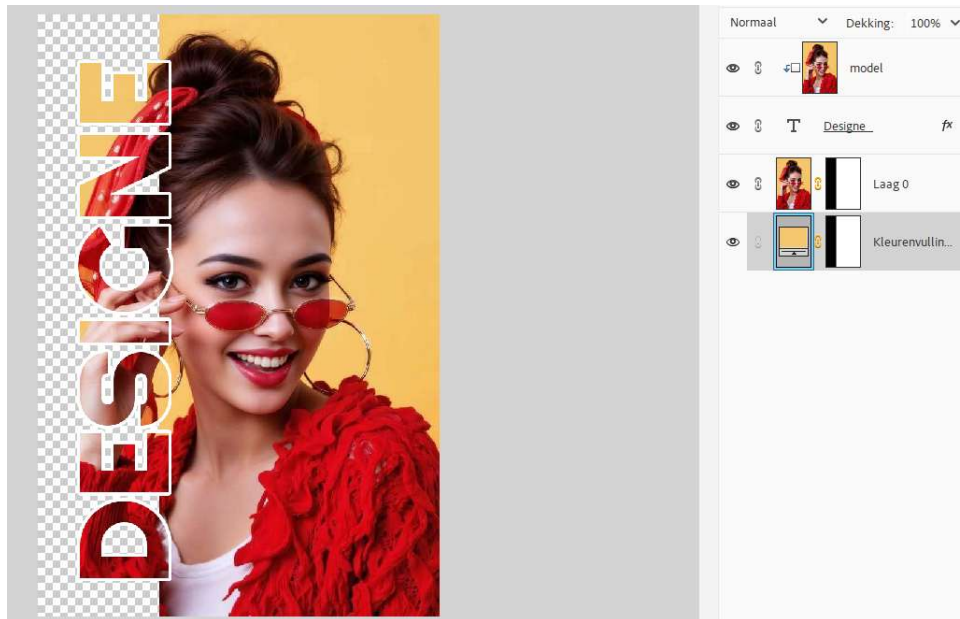 DESIGNE
Normaal Dekking: 100%
model
T Designe fx
Laag 0
Kleurenvullin...